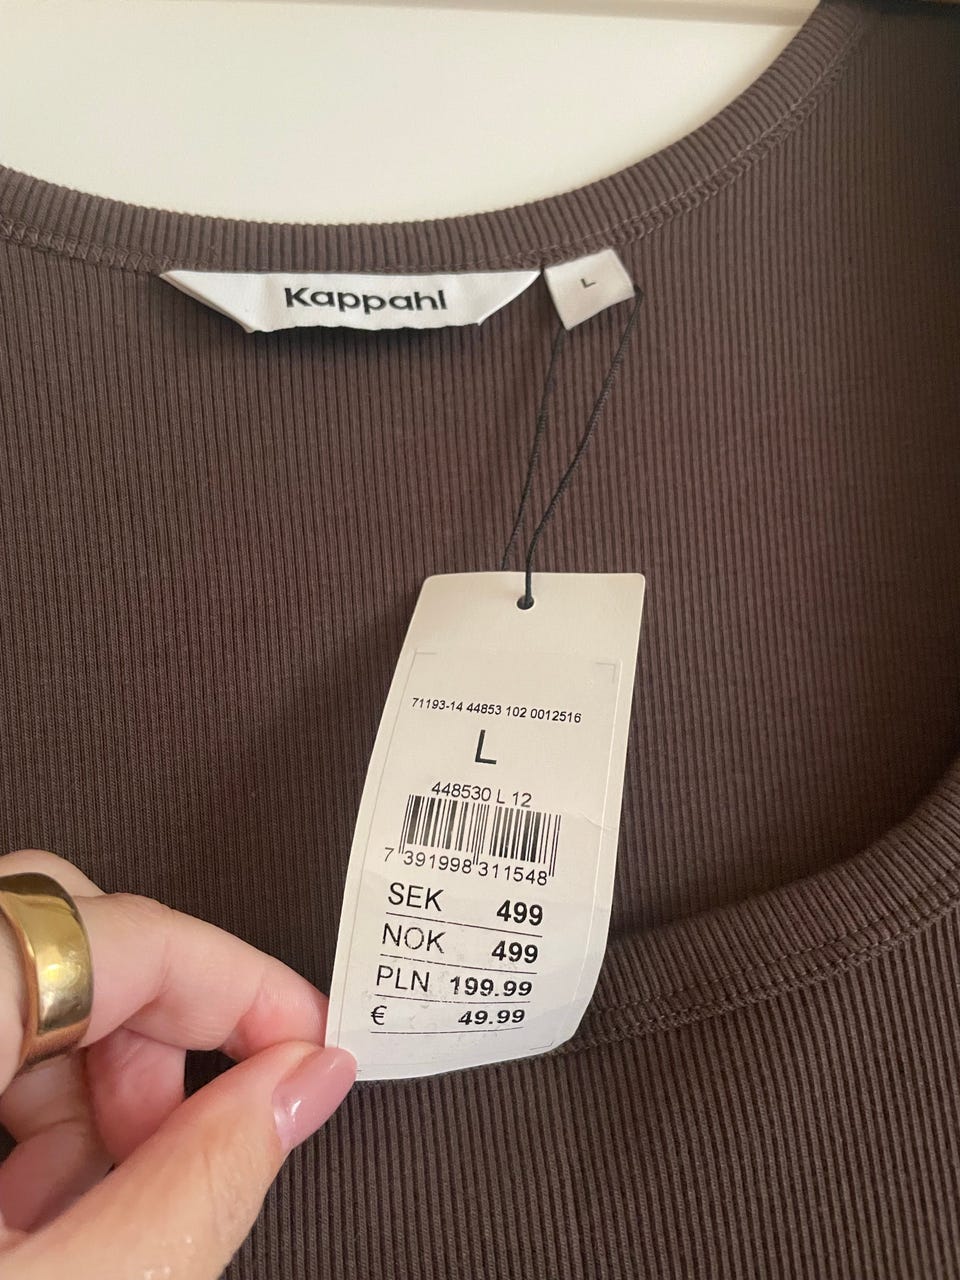 Kappahl
L
71193-14 44853 102 0012516
L
448530 L 12
7 391998 311548
SEK 499
NOK 499
PLN 199.99
€ 49.99